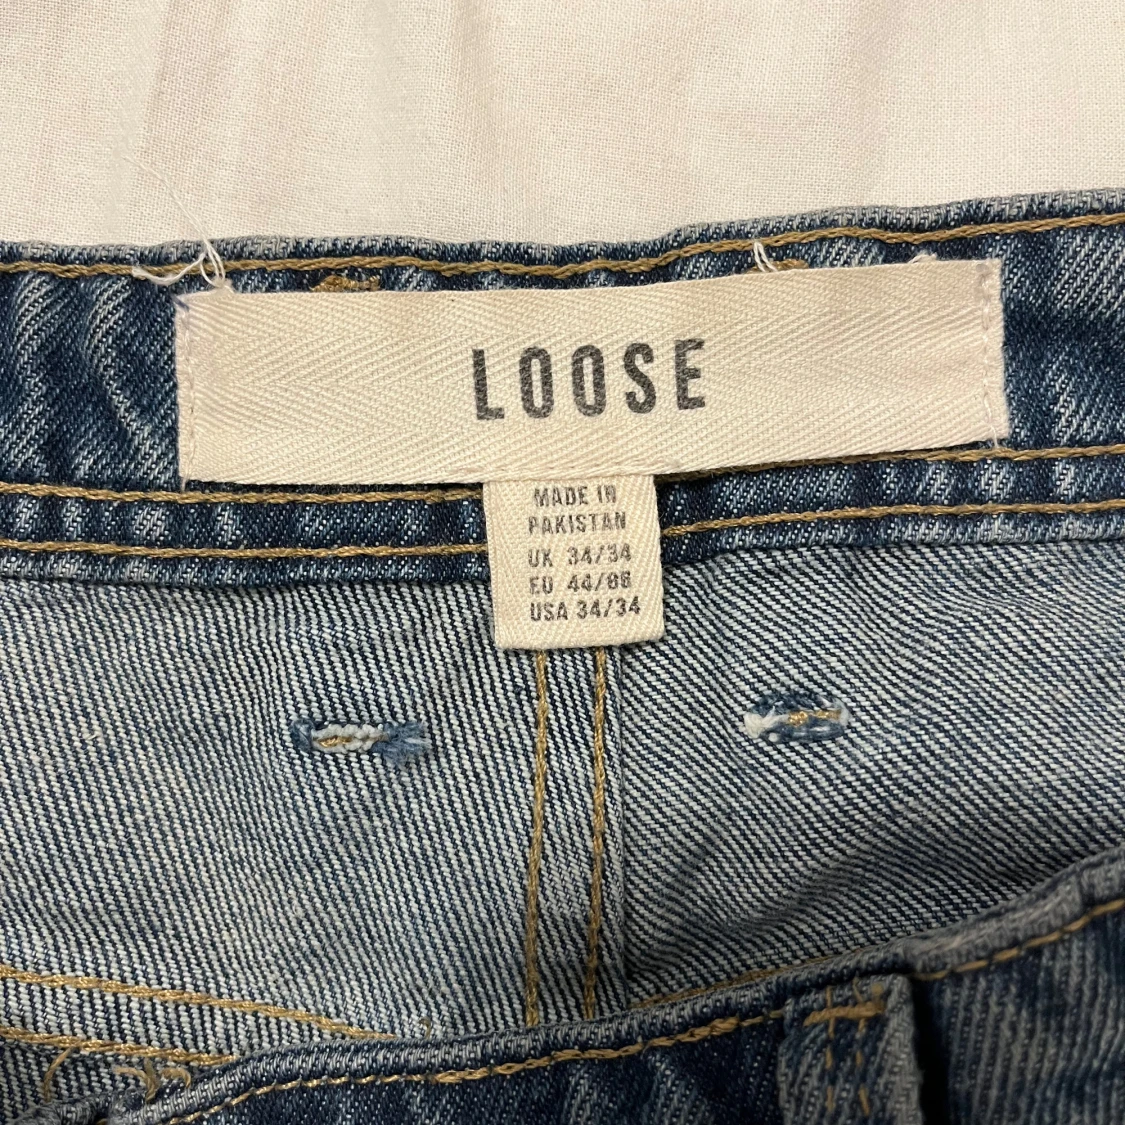 LOOSE
MADE IN
PAKISTAN
UK 34/34
EU 44/86
USA 34/34